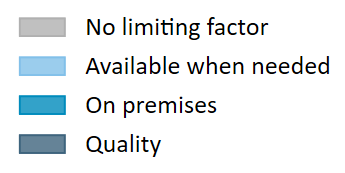 No limiting factor
Available when needed
On premises
Quality